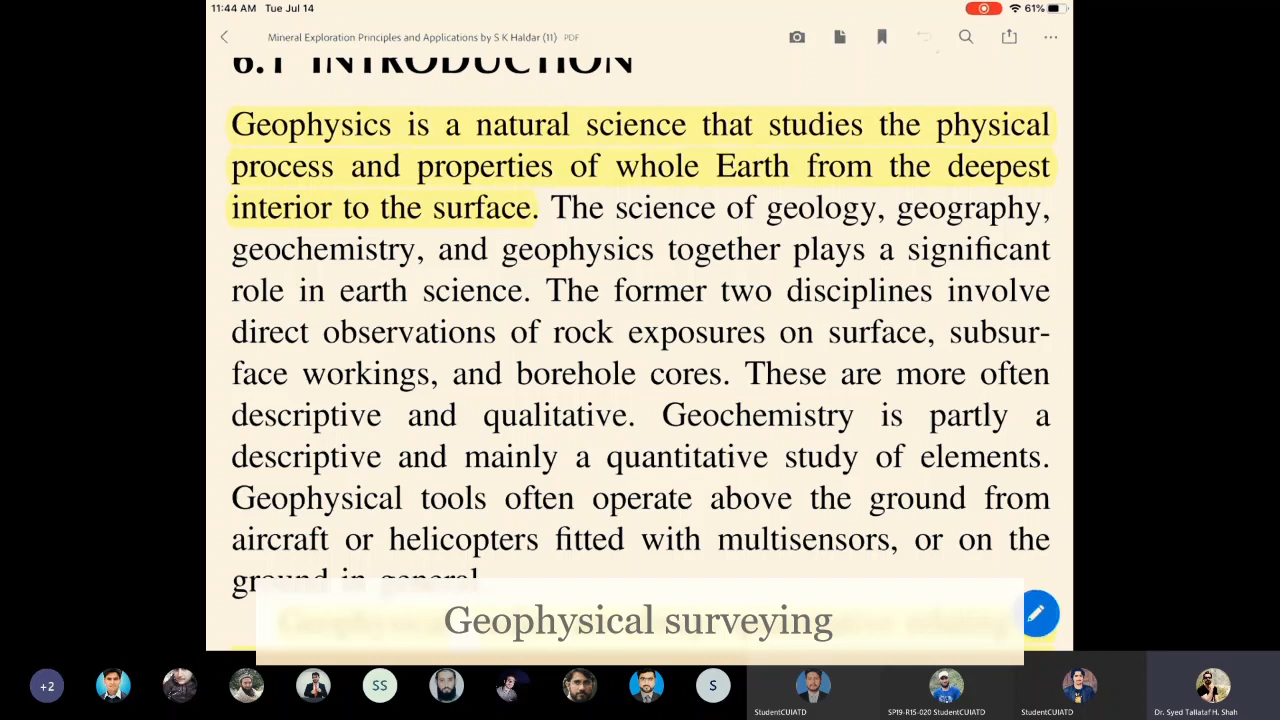 11:44 AM Tue Jul 14
61%
Mineral Exploration Principles and Applications by S K Haldar (11) PDF
6.1 INTRODUCTION
Geophysics is a natural science that studies the physical
process and properties of whole Earth from the deepest
interior to the surface. The science of geology, geography,
geochemistry, and geophysics together plays a significant
role in earth science. The former two disciplines involve
direct observations of rock exposures on surface, subsur-
face workings, and borehole cores. These are more often
descriptive and qualitative. Geochemistry is partly a
descriptive and mainly a quantitative study of elements.
Geophysical tools often operate above the ground from
aircraft or helicopters fitted with multisensors, or on the
ground in general
Geophysical surveying
+2
SS
S
StudentCUIATD
SP19-R15-020 StudentCUIATD
StudentCUIATD
Dr. Syed Tallataf H. Shah